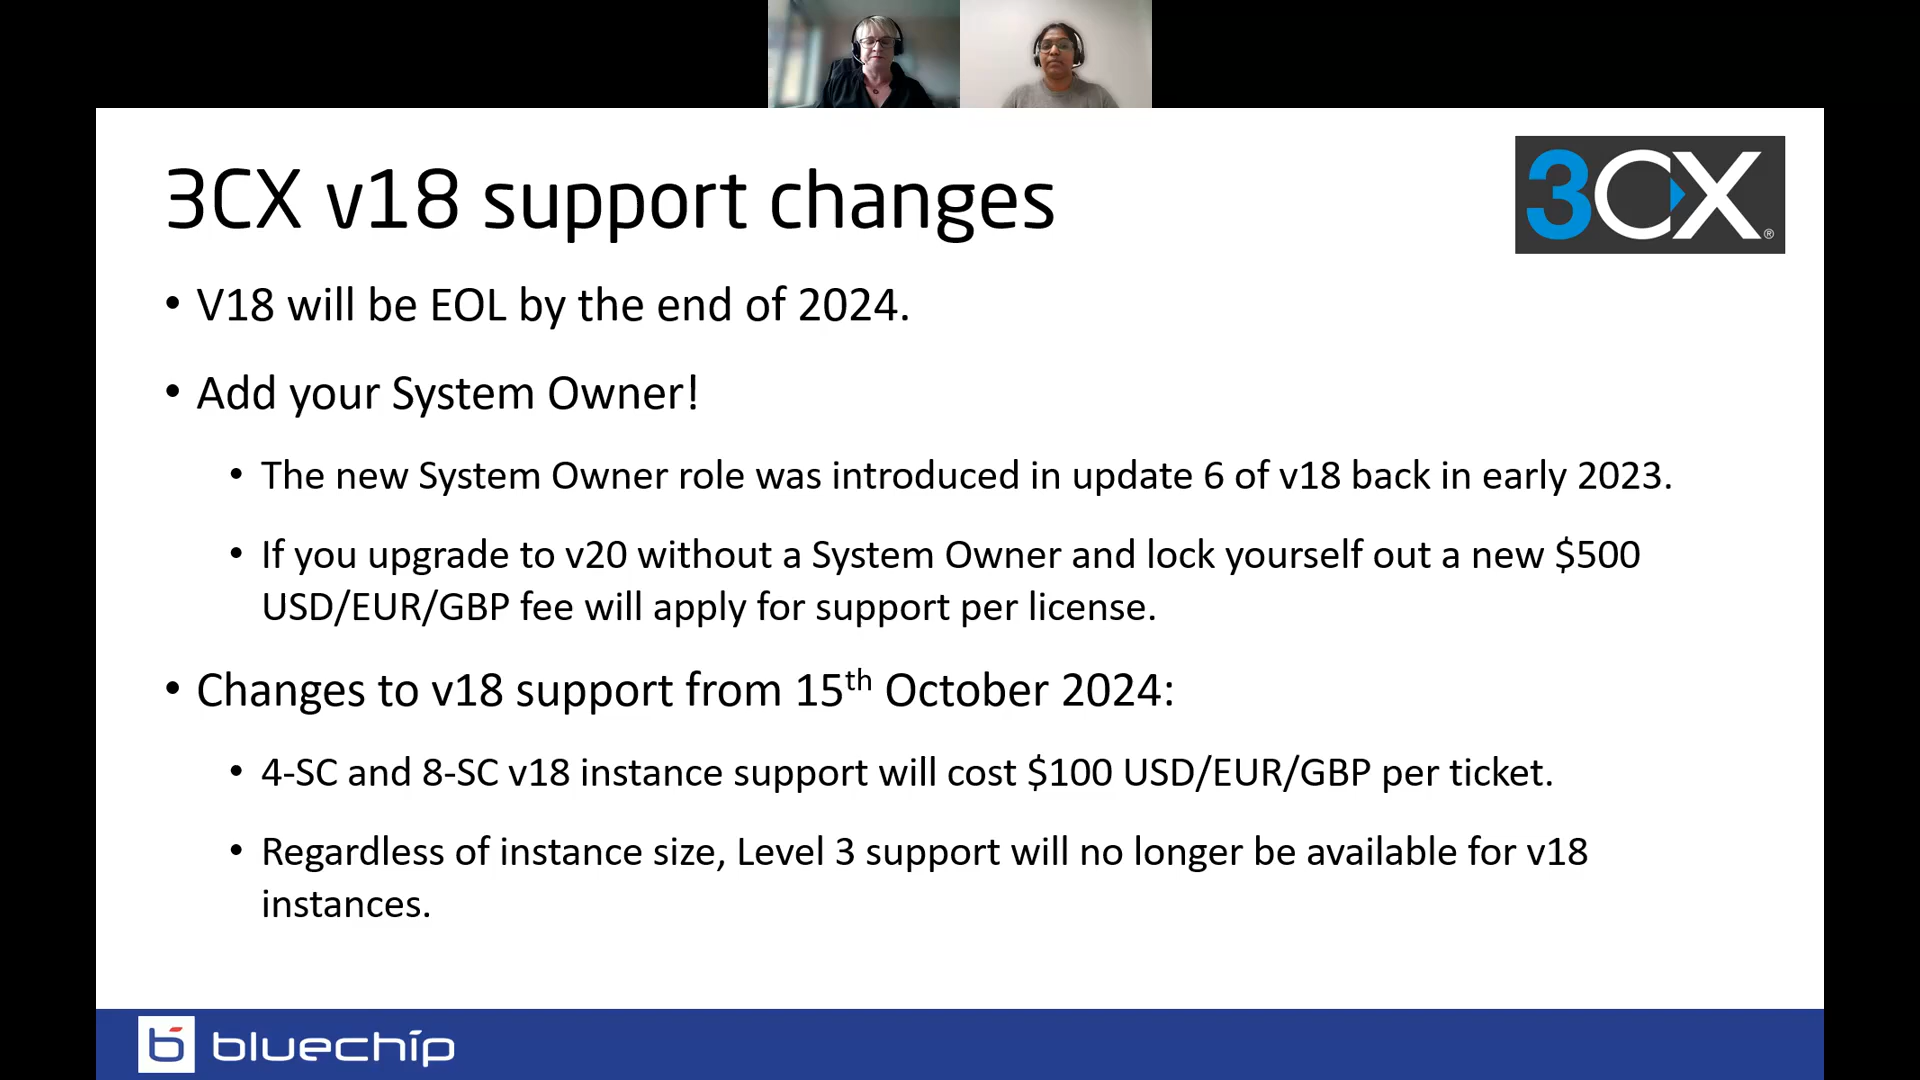 3CX v18 support changes
3CX®
• V18 will be EOL by the end of 2024.
• Add your System Owner!
• The new System Owner role was introduced in update 6 of v18 back in early 2023.
• If you upgrade to v20 without a System Owner and lock yourself out a new $500
USD/EUR/GBP fee will apply for support per license.
• Changes to v18 support from 15th October 2024:
• 4-SC and 8-SC v18 instance support will cost $100 USD/EUR/GBP per ticket.
• Regardless of instance size, Level 3 support will no longer be available for v18
instances.
b bluechip